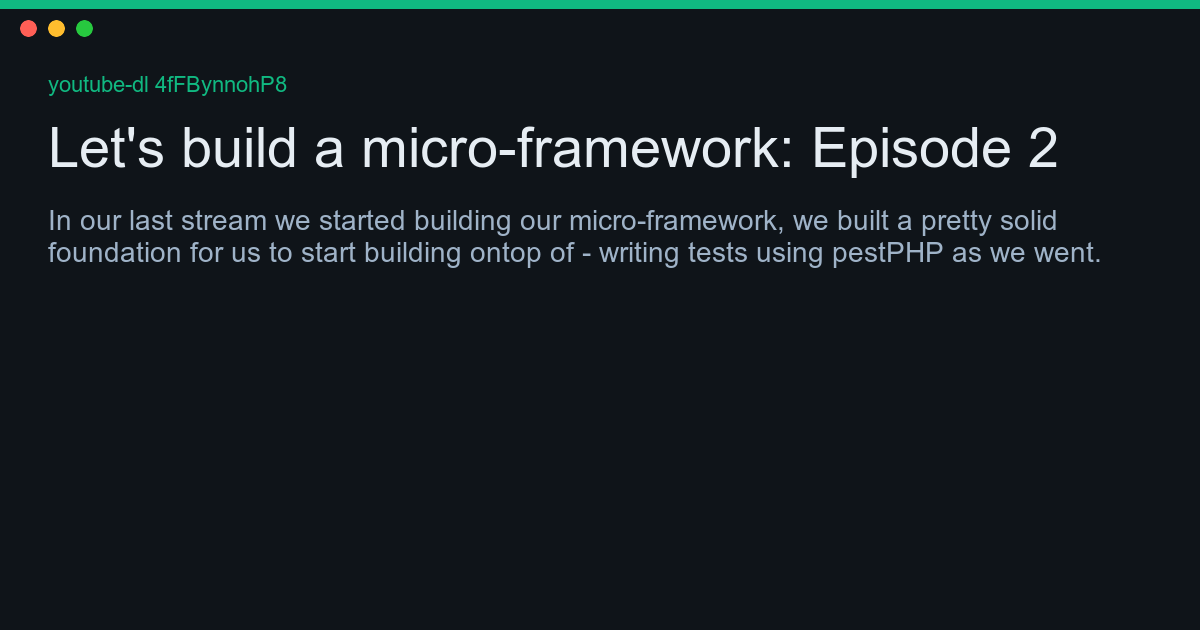 youtube-dl 4fFBynnohP8
Let's build a micro-framework: Episode 2
In our last stream we started building our micro-framework, we built a pretty solid
foundation for us to start building ontop of - writing tests using pestPHP as we went.